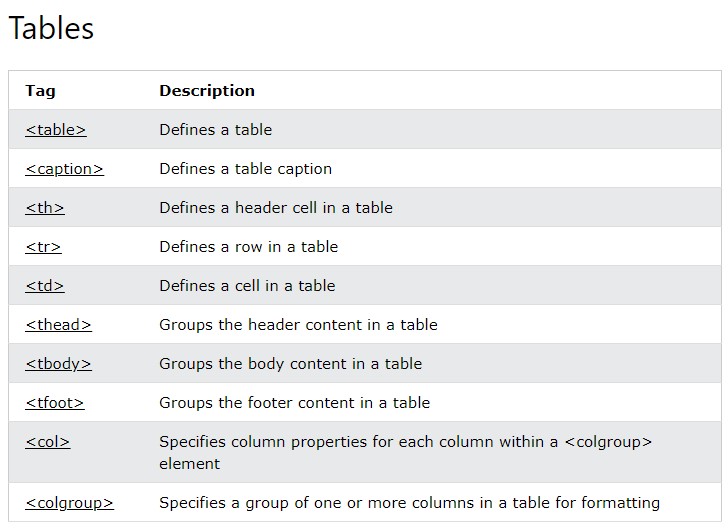 Tables
Tag Description
<table> Defines a table
<caption> Defines a table caption
<th> Defines a header cell in a table
<tr> Defines a row in a table
<td> Defines a cell in a table
<thead> Groups the header content in a table
<tbody> Groups the body content in a table
<tfoot> Groups the footer content in a table
<col> Specifies column properties for each column within a <colgroup>
element
<colgroup> Specifies a group of one or more columns in a table for formatting